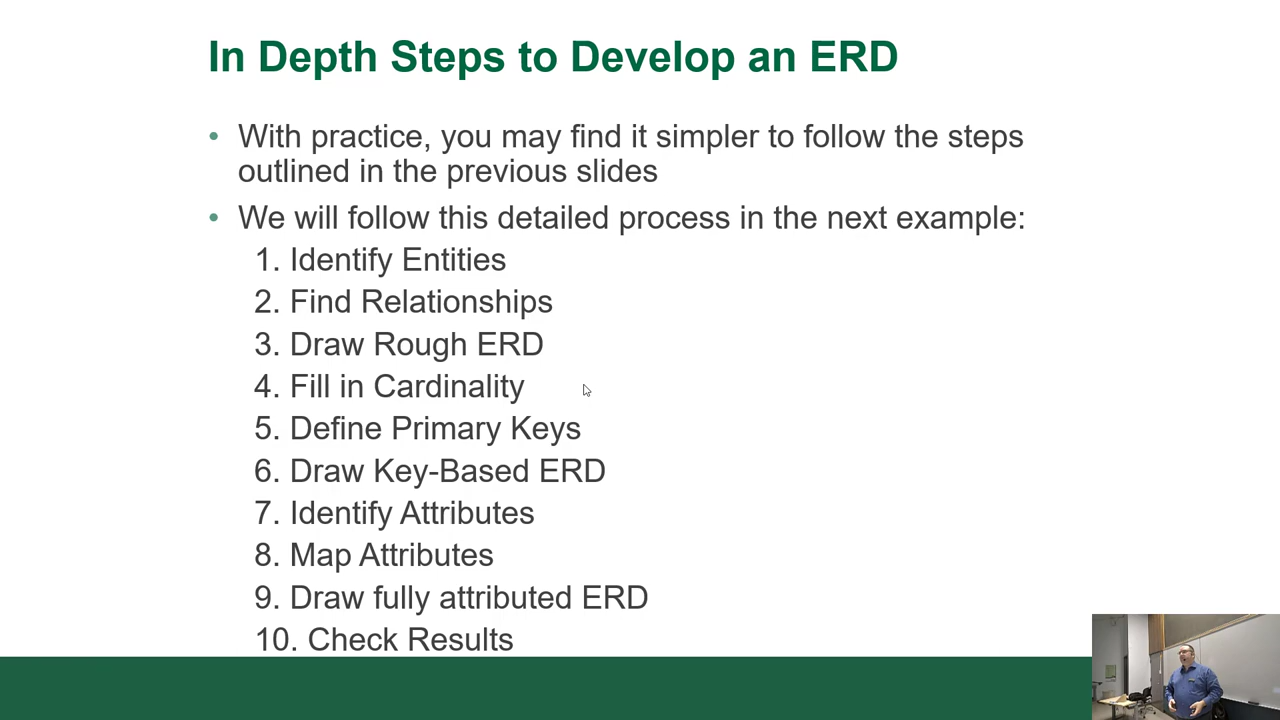 In Depth Steps to Develop an ERD
• With practice, you may find it simpler to follow the steps
outlined in the previous slides
• We will follow this detailed process in the next example:
1. Identify Entities
2. Find Relationships
3. Draw Rough ERD
4. Fill in Cardinality
5. Define Primary Keys
6. Draw Key-Based ERD
7. Identify Attributes
8. Map Attributes
9. Draw fully attributed ERD
10. Check Results